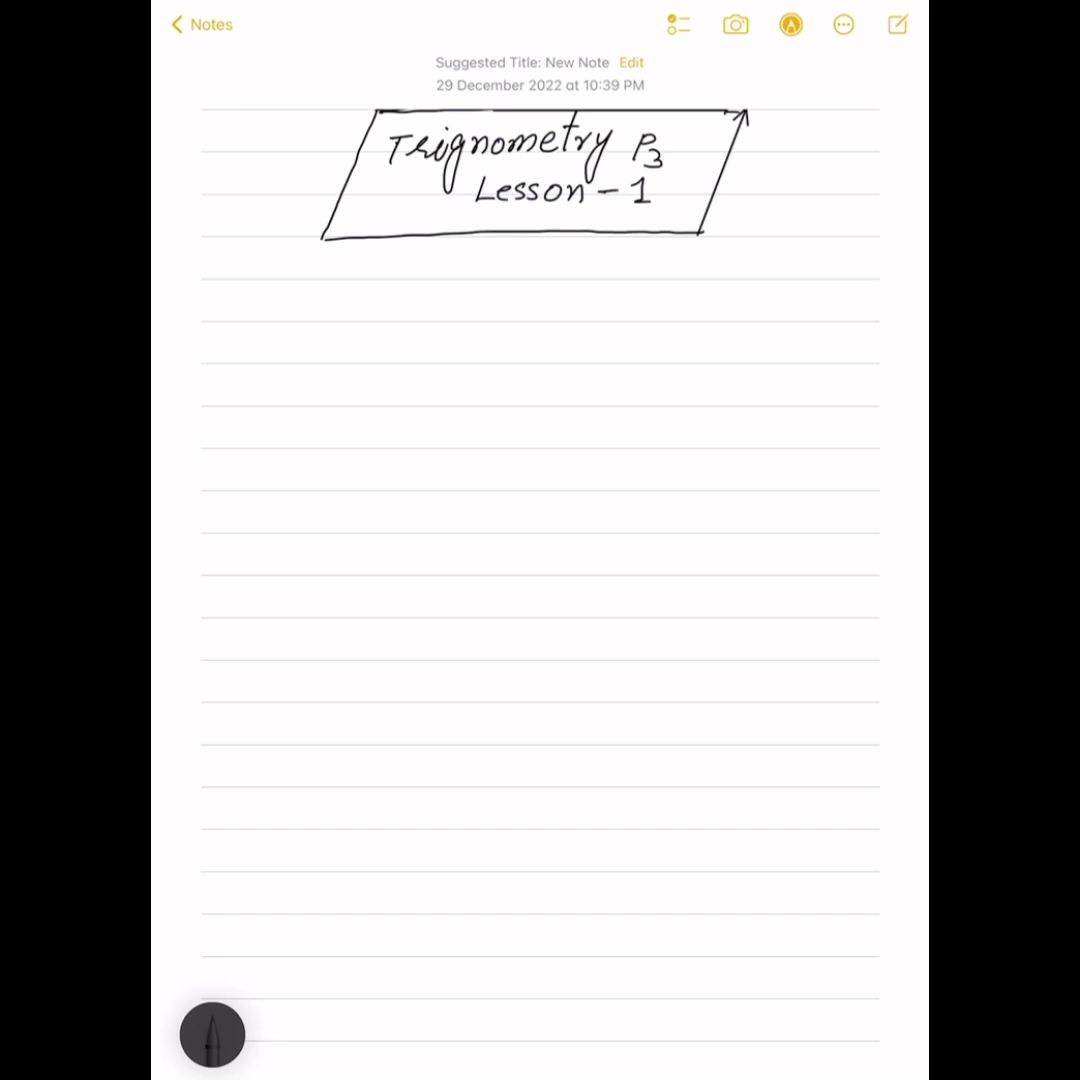 Notes
Suggested Title: New Note Edit
29 December 2022 at 10:39 PM
Trignometry P3
Lesson - 1